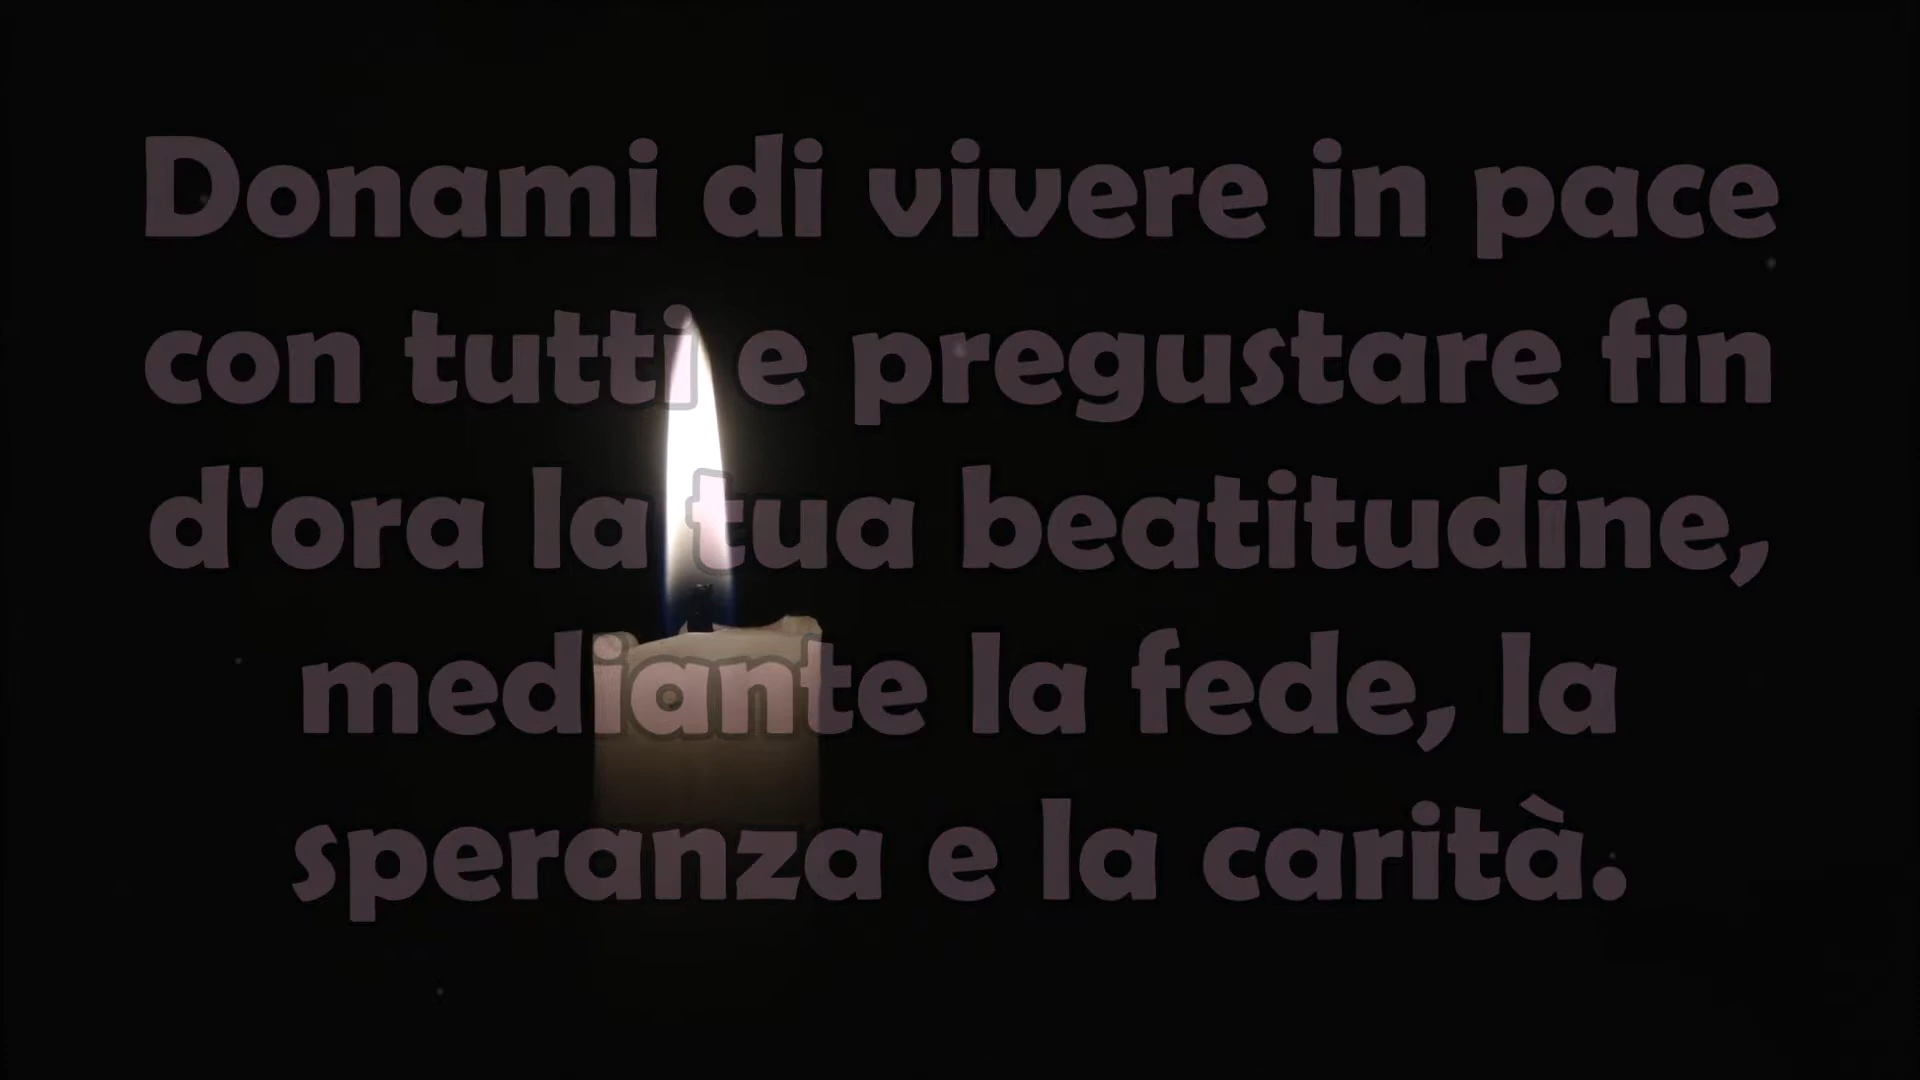 Donami di vivere in pace
con tutti e pregustare fin
d'ora la tua beatitudine,
mediante la fede, la
speranza e la carità.